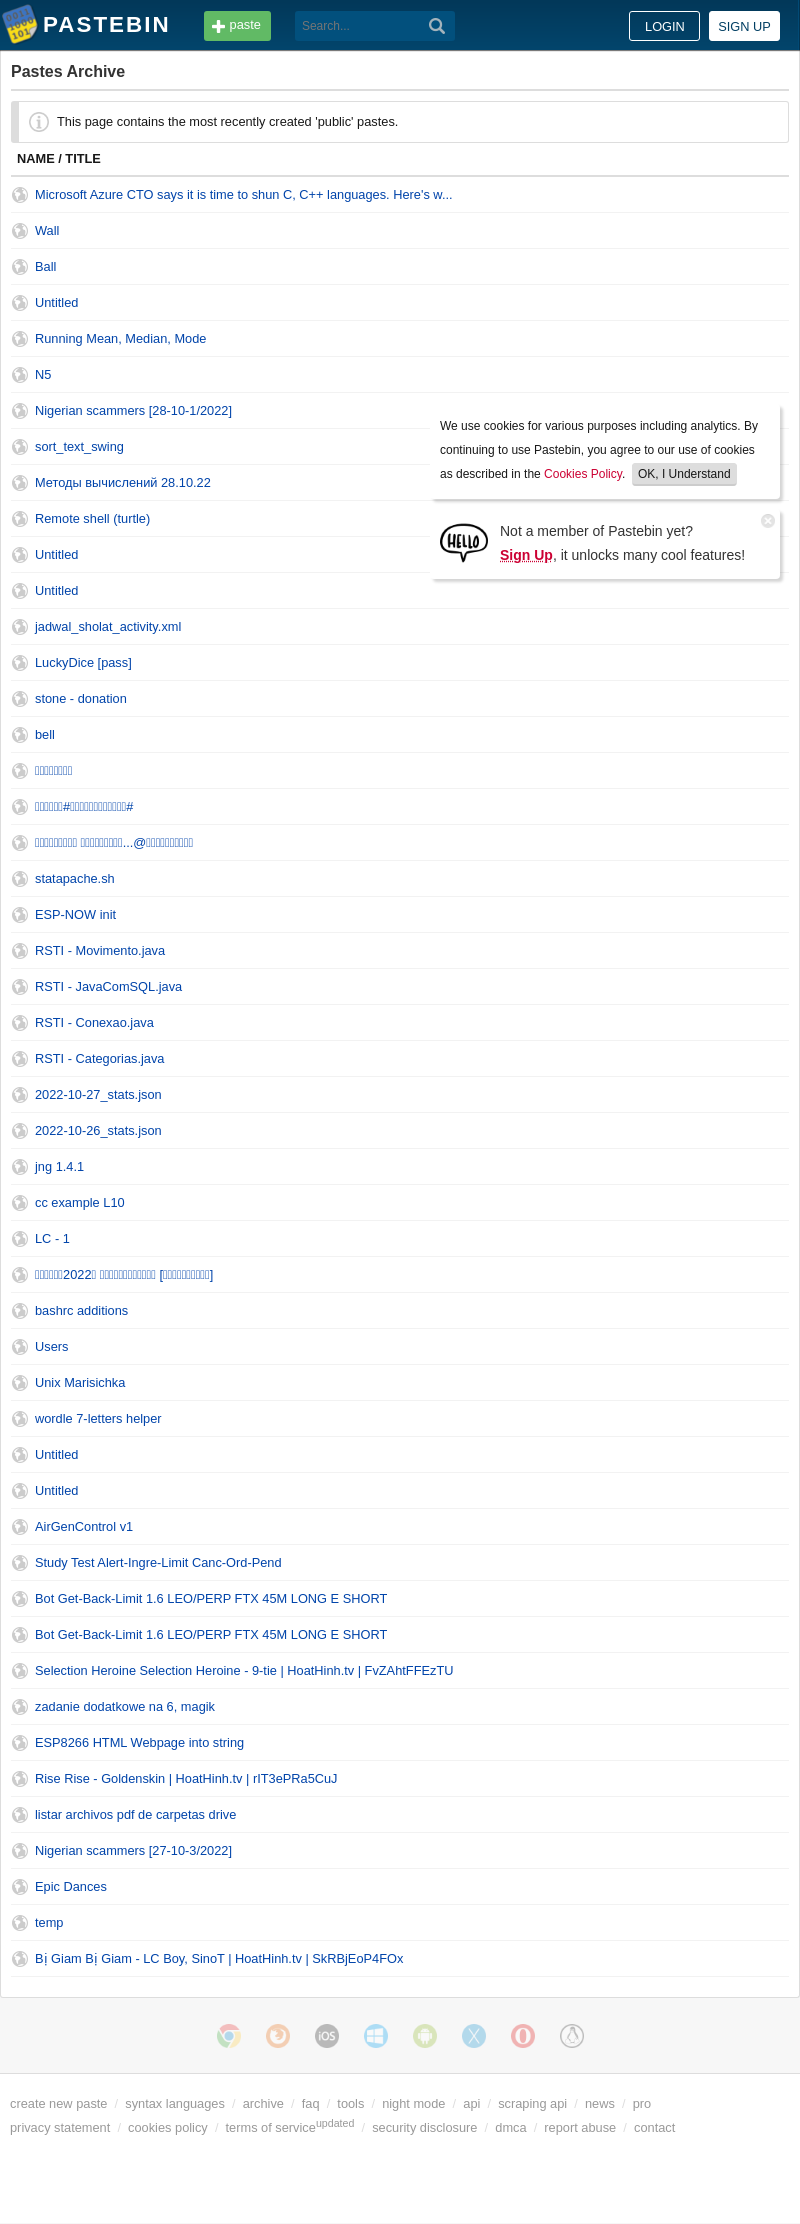 PASTEBIN
paste
Search...
LOGIN
SIGN UP
Pastes Archive
This page contains the most recently created 'public' pastes.
NAME / TITLE
Microsoft Azure CTO says it is time to shun C, C++ languages. Here's w...
Wall
Ball
Untitled
Running Mean, Median, Mode
N5
Nigerian scammers [28-10-1/2022]
sort_text_swing
Методы вычислений 28.10.22
Remote shell (turtle)
Untitled
Untitled
We use cookies for various purposes including analytics. By
continuing to use Pastebin, you agree to our use of cookies
as described in the Cookies Policy. OK, I Understand
HELLO
Not a member of Pastebin yet?
Sign Up, it unlocks many cool features!
jadwal_sholat_activity.xml
LuckyDice [pass]
stone - donation
bell
statapache.sh
ESP-NOW init
RSTI - Movimento.java
RSTI - JavaComSQL.java
RSTI - Conexao.java
RSTI - Categorias.java
2022-10-27_stats.json
2022-10-26_stats.json
jng 1.4.1
cc example L10
LC - 1
2022
bashrc additions
Users
Unix Marisichka
wordle 7-letters helper
Untitled
Untitled
AirGenControl v1
Study Test Alert-Ingre-Limit Canc-Ord-Pend
Bot Get-Back-Limit 1.6 LEO/PERP FTX 45M LONG E SHORT
Bot Get-Back-Limit 1.6 LEO/PERP FTX 45M LONG E SHORT
Selection Heroine Selection Heroine - 9-tie | HoatHinh.tv | FvZAhtFFEzTU
zadanie dodatkowe na 6, magik
ESP8266 HTML Webpage into string
Rise Rise - Goldenskin | HoatHinh.tv | rIT3ePRa5CuJ
listar archivos pdf de carpetas drive
Nigerian scammers [27-10-3/2022]
Epic Dances
temp
Bị Giam Bị Giam - LC Boy, SinoT | HoatHinh.tv | SkRBjEoP4FOx
iOS
create new paste / syntax languages / archive / faq / tools / night mode / api / scraping api / news / pro
privacy statement / cookies policy / terms of service updated / security disclosure / dmca / report abuse / contact